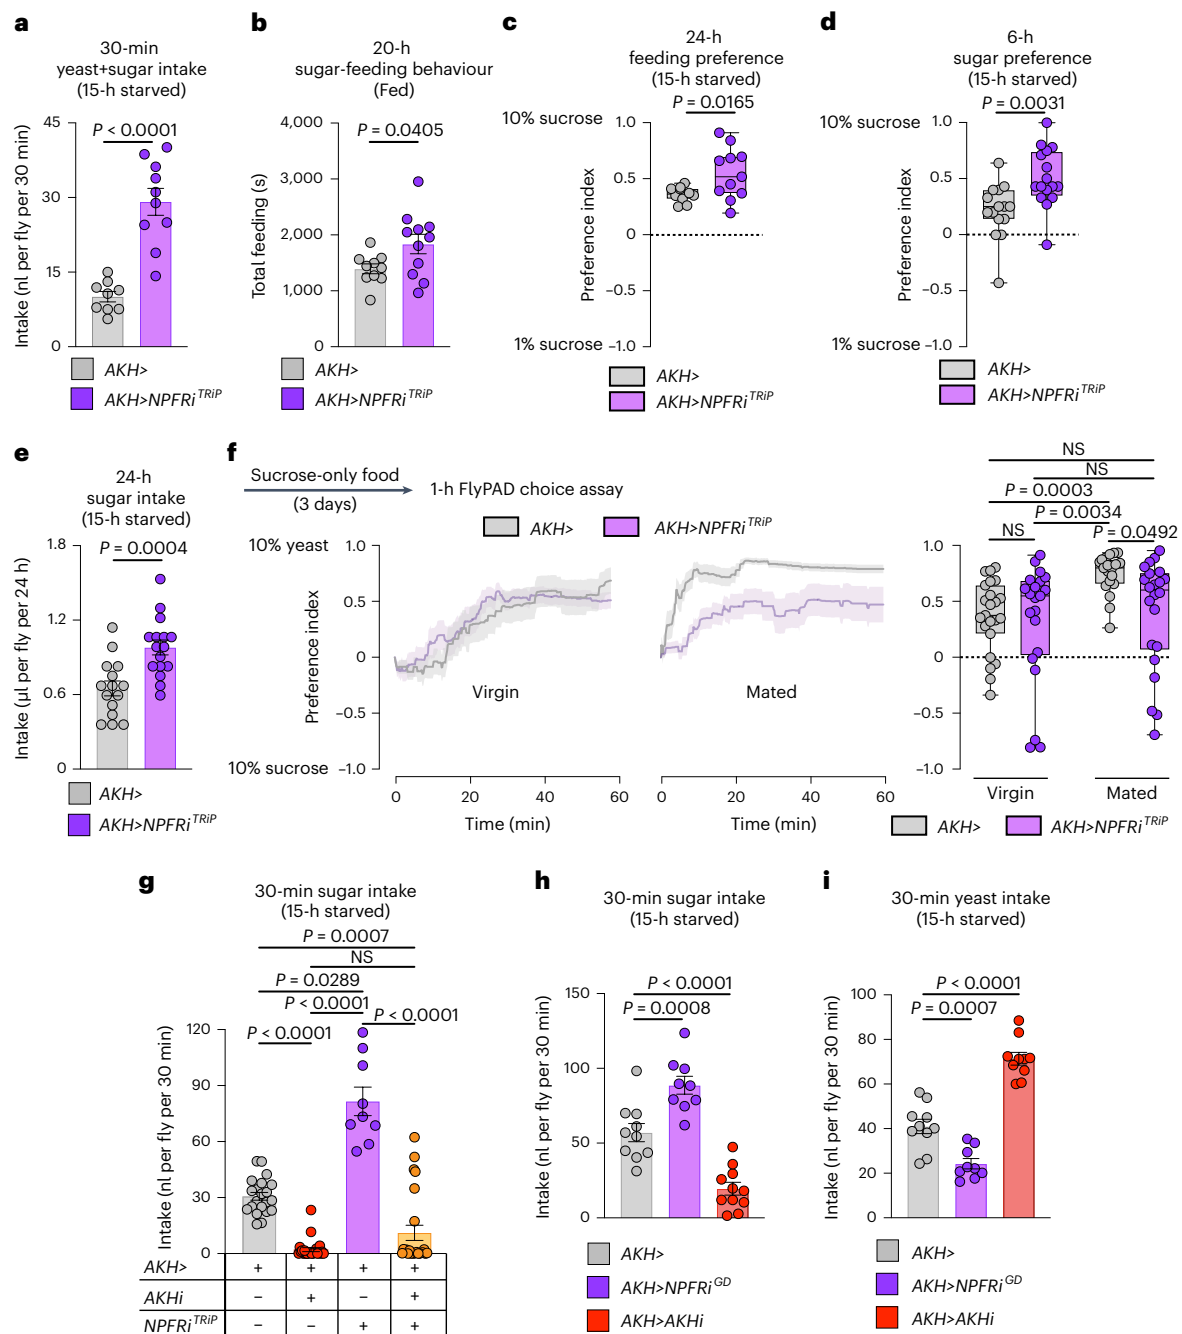 a
30-min
yeast+sugar intake
(15-h starved)
P < 0.0001
Intake (nl per fly per 30 min)
45
30
15
0
AKH>
AKH>NPFRi^TRiP
b
20-h
sugar-feeding behaviour
(Fed)
P = 0.0405
Total feeding (s)
4,000
3,000
2,000
1,000
0
AKH>
AKH>NPFRi^TRiP
c
24-h
feeding preference
(15-h starved)
P = 0.0165
10% sucrose
1% sucrose
Preference index
1.0
0.5
0
−0.5
−1.0
AKH>
AKH>NPFRi^TRiP
d
6-h
sugar preference
(15-h starved)
P = 0.0031
10% sucrose
1% sucrose
Preference index
1.0
0.5
0
−0.5
−1.0
AKH>
AKH>NPFRi^TRiP
e
24-h
sugar intake
(15-h starved)
P = 0.0004
Intake (µl per fly per 24 h)
1.8
1.2
0.6
0
AKH>
AKH>NPFRi^TRiP
f
Sucrose-only food
(3 days)
1-h FlyPAD choice assay
AKH>
AKH>NPFRi^TRiP
10% yeast
10% sucrose
Preference index
1.0
0.5
0
−0.5
−1.0
Virgin
Mated
0 20 40 60
Time (min)
0 20 40 60
Time (min)
NS
NS
P = 0.0003
P = 0.0034
NS
P = 0.0492
1.0
0.5
0
−0.5
−1.0
Virgin
Mated
AKH>
AKH>NPFRi^TRiP
g
30-min sugar intake
(15-h starved)
P = 0.0007
NS
P = 0.0289
P < 0.0001
P < 0.0001
P < 0.0001
Intake (nl per fly per 30 min)
120
90
60
30
0
AKH> + + + +
AKHi − + − +
NPFRi^TRiP − − + +
h
30-min sugar intake
(15-h starved)
P < 0.0001
P = 0.0008
Intake (nl per fly per 30 min)
150
100
50
0
AKH>
AKH>NPFRi^GD
AKH>AKHi
i
30-min yeast intake
(15-h starved)
P < 0.0001
P = 0.0007
Intake (nl per fly per 30 min)
100
80
60
40
20
0
AKH>
AKH>NPFRi^GD
AKH>AKHi